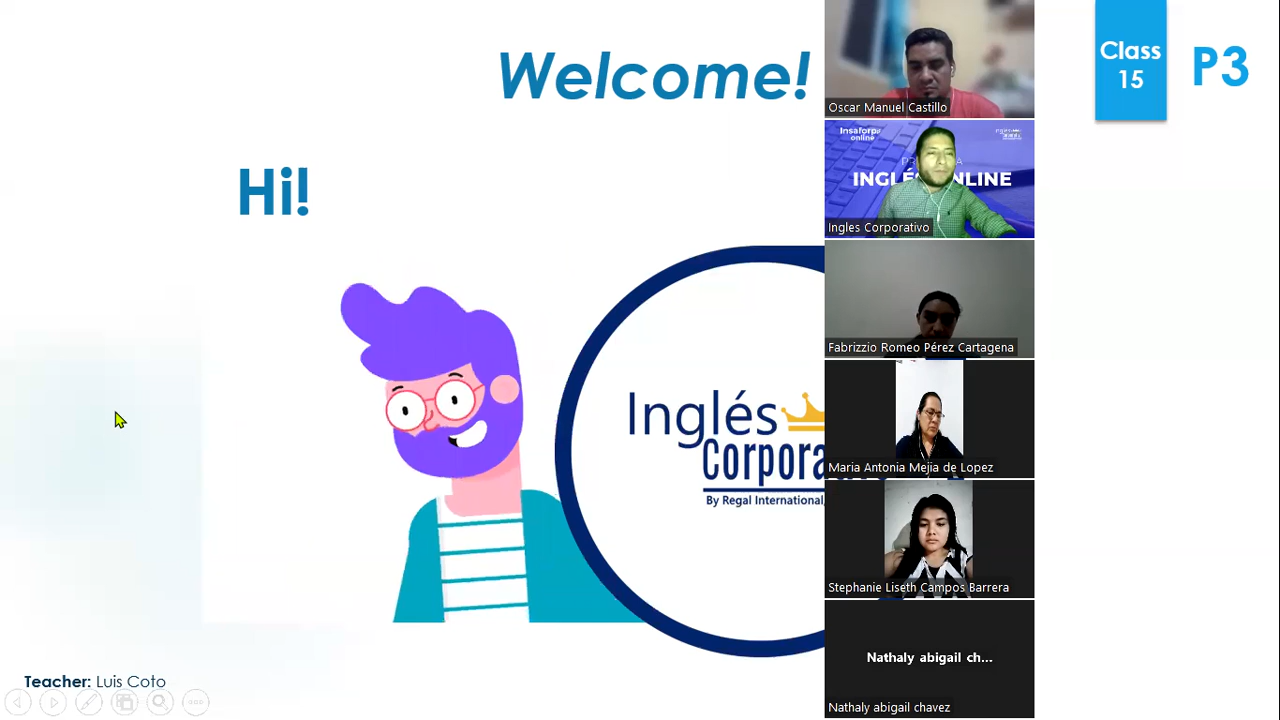 Welcome!
Hi!
Class
15
P3
Inglés
Corpora
By Regal International,
Teacher: Luis Coto
Oscar Manuel Castillo
Insaforp
online
INGLÉS ONLINE
Ingles Corporativo
Fabrizzio Romeo Pérez Cartagena
Maria Antonia Mejia de Lopez
Stephanie Liseth Campos Barrera
Nathaly abigail ch...
Nathaly abigail chavez